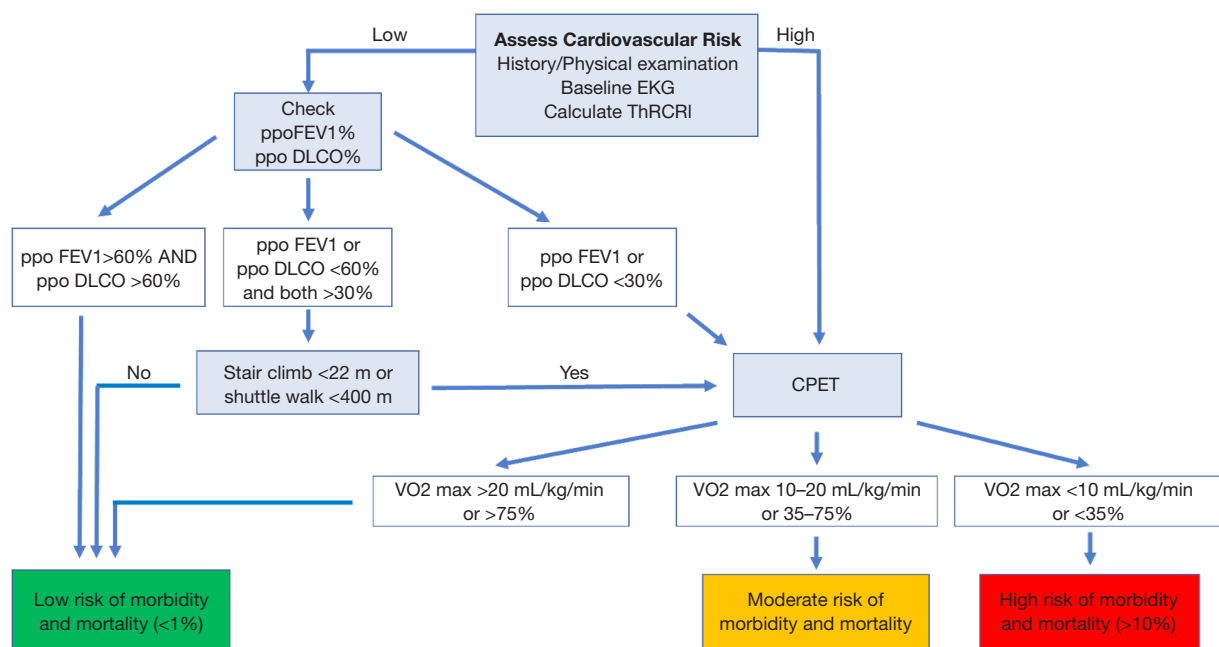 Low
Assess Cardiovascular Risk
History/Physical examination
Baseline EKG
Calculate ThRCRI
High
Check
ppoFEV1%
ppo DLCO%
ppo FEV1>60% AND
ppo DLCO >60%
ppo FEV1 or
ppo DLCO <60%
and both >30%
ppo FEV1 or
ppo DLCO <30%
No
Stair climb <22 m or
shuttle walk <400 m
Yes
CPET
VO2 max >20 mL/kg/min
or >75%
VO2 max 10–20 mL/kg/min
or 35–75%
VO2 max <10 mL/kg/min
or <35%
Low risk of morbidity
and mortality (<1%)
Moderate risk of
morbidity and mortality
High risk of morbidity
and mortality (>10%)